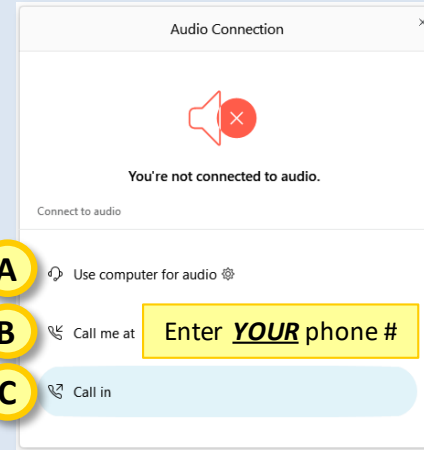 Audio Connection
You're not connected to audio.
Connect to audio
A Use computer for audio
B Call me at Enter YOUR phone #
C Call in